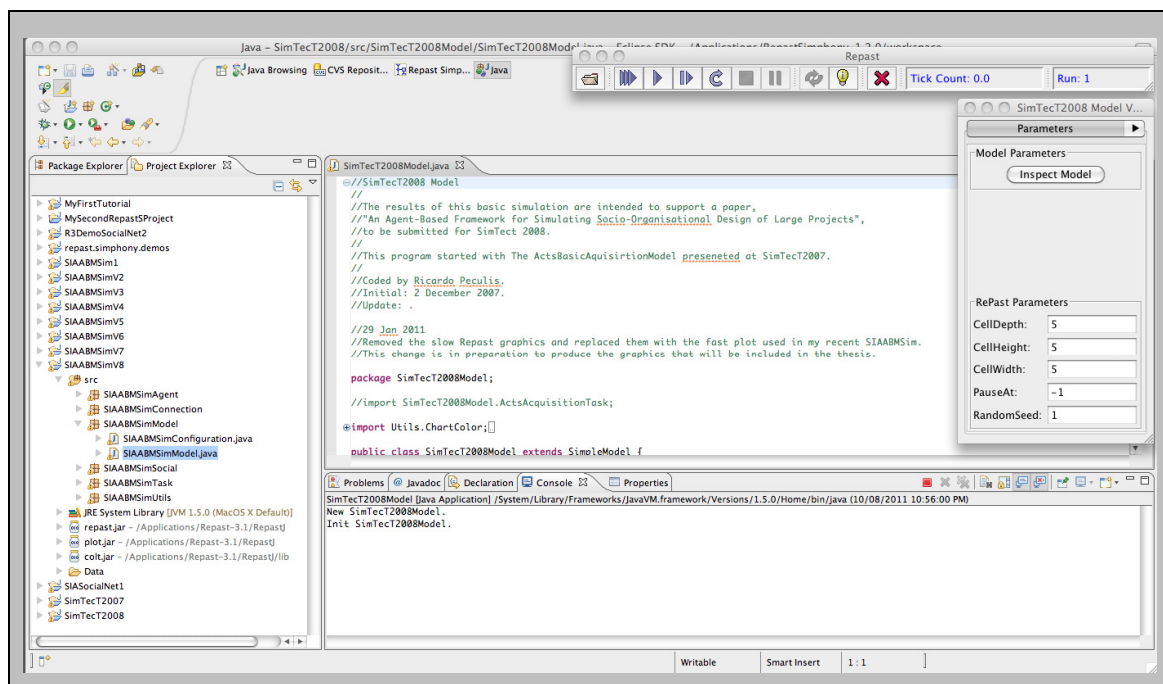 Java – SimTecT2008/src/SimTecT2008Model/SimTecT2008Model.java – Eclipse SDK – /Applications/RepastSimphony-1.2.0/workspace
Java Browsing CVS Reposit... Repast Simp... Java
Repast
Tick Count: 0.0 Run: 1
SimTecT2008 Model V...
Parameters
Model Parameters
Inspect Model
RePast Parameters
CellDepth: 5
CellHeight: 5
CellWidth: 5
PauseAt: -1
RandomSeed: 1
Package Explorer Project Explorer
MyFirstTutorial
MySecondRepastSProject
R3DemoSocialNet2
repast.simphony.demos
SIAABMSim1
SIAABMSimV2
SIAABMSimV3
SIAABMSimV4
SIAABMSimV5
SIAABMSimV6
SIAABMSimV7
SIAABMSimV8
src
SIAABMSimAgent
SIAABMSimConnection
SIAABMSimModel
SIAABMSimConfiguration.java
SIAABMSimModel.java
SIAABMSimSocial
SIAABMSimTask
SIAABMSimUtils
JRE System Library [JVM 1.5.0 (MacOS X Default)]
repast.jar – /Applications/Repast-3.1/RepastJ
plot.jar – /Applications/Repast-3.1/RepastJ
colt.jar – /Applications/Repast-3.1/RepastJ/lib
Data
SIASocialNet1
SimTecT2007
SimTecT2008
SimTecT2008Model.java
//SimTecT2008 Model
//
//The results of this basic simulation are intended to support a paper,
//"An Agent-Based Framework for Simulating Socio-Organisational Design of Large Projects",
//to be submitted for SimTect 2008.
//
//This program started with The ActsBasicAquisirtionModel preseneted at SimTecT2007.
//
//Coded by Ricardo Peculis.
//Initial: 2 December 2007.
//Update: .
//29 Jan 2011
//Removed the slow Repast graphics and replaced them with the fast plot used in my recent SIAABMSim.
//This change is in preparation to produce the graphics that will be included in the thesis.
package SimTecT2008Model;
//import SimTecT2008Model.ActsAcquisitionTask;
import Utils.ChartColor;
public class SimTecT2008Model extends SimpleModel {
Problems Javadoc Declaration Console Properties
SimTecT2008Model [Java Application] /System/Library/Frameworks/JavaVM.framework/Versions/1.5.0/Home/bin/java (10/08/2011 10:56:00 PM)
New SimTecT2008Model.
Init SimTecT2008Model.
Writable Smart Insert 1 : 1